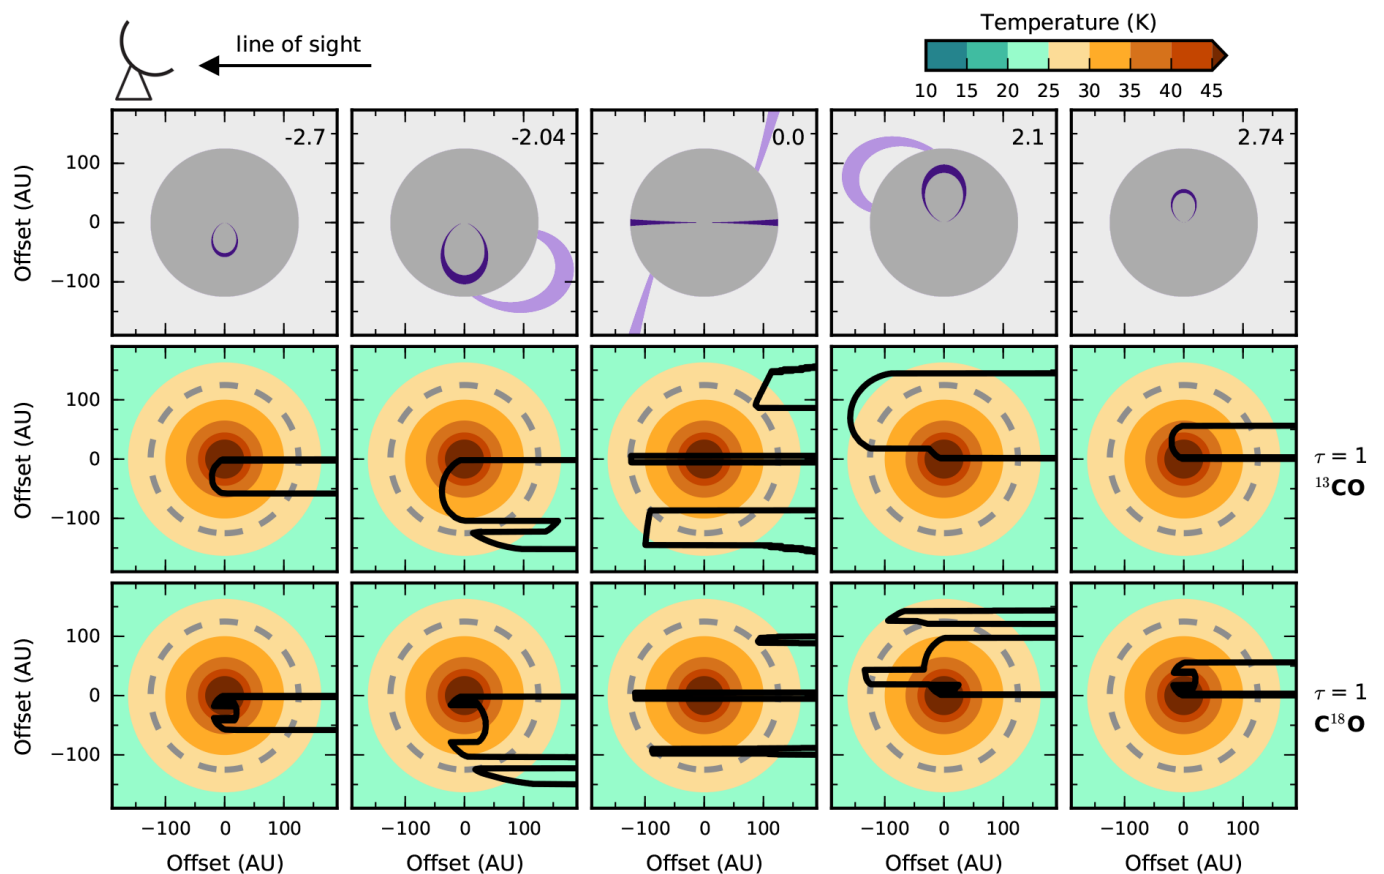 Temperature (K)
line of sight
10 15 20 25 30 35 40 45
-2.7 -2.04 0.0 2.1 2.74
Offset (AU)
100
0
−100
Offset (AU)
100
0
−100
τ = 1
¹³CO
Offset (AU)
100
0
−100
τ = 1
C¹⁸O
−100 0 100 −100 0 100 −100 0 100 −100 0 100 −100 0 100
Offset (AU) Offset (AU) Offset (AU) Offset (AU) Offset (AU)